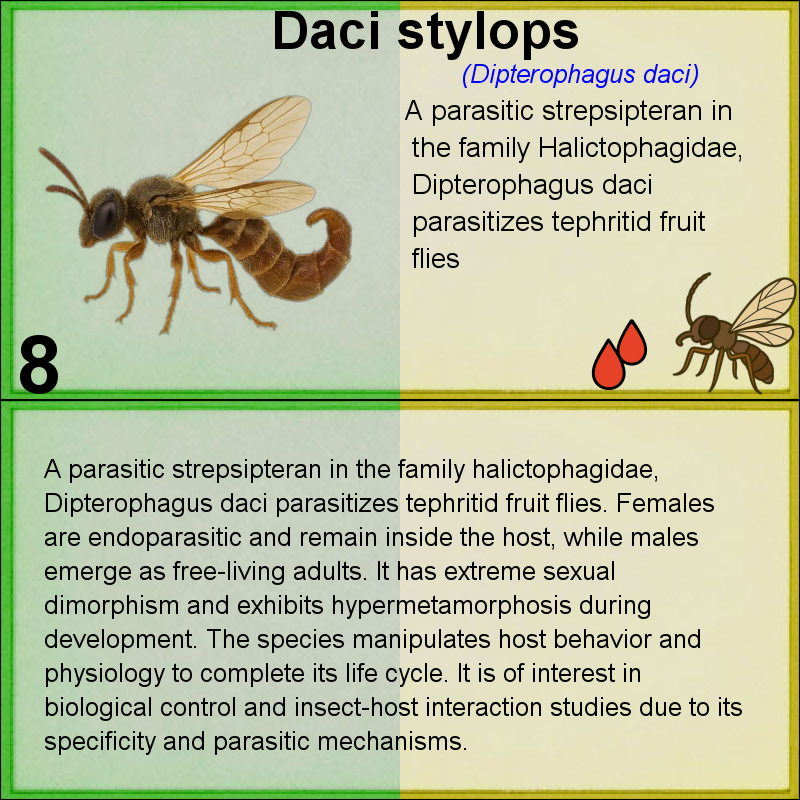 Daci stylops
(Dipterophagus daci)
A parasitic strepsipteran in
the family Halictophagidae,
Dipterophagus daci
parasitizes tephritid fruit
flies
8
A parasitic strepsipteran in the family halictophagidae,
Dipterophagus daci parasitizes tephritid fruit flies. Females
are endoparasitic and remain inside the host, while males
emerge as free-living adults. It has extreme sexual
dimorphism and exhibits hypermetamorphosis during
development. The species manipulates host behavior and
physiology to complete its life cycle. It is of interest in
biological control and insect-host interaction studies due to its
specificity and parasitic mechanisms.